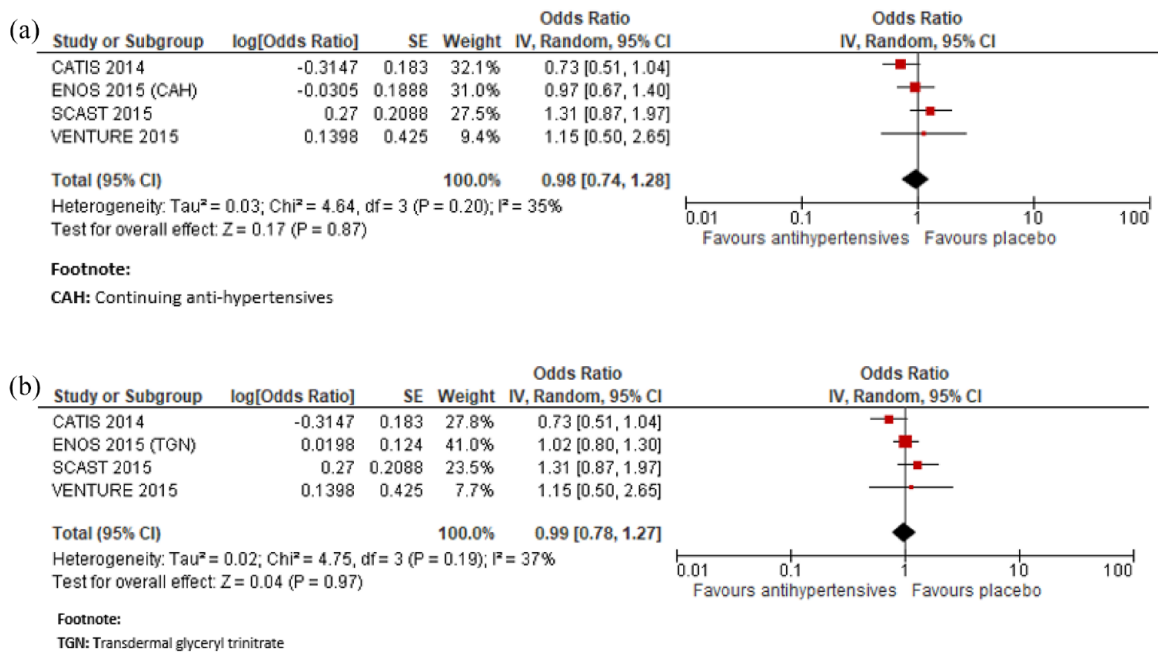 (a)
Odds Ratio Odds Ratio
Study or Subgroup log[Odds Ratio] SE Weight IV, Random, 95% CI IV, Random, 95% CI
CATIS 2014 -0.3147 0.183 32.1% 0.73 [0.51, 1.04]
ENOS 2015 (CAH) -0.0305 0.1888 31.0% 0.97 [0.67, 1.40]
SCAST 2015 0.27 0.2088 27.5% 1.31 [0.87, 1.97]
VENTURE 2015 0.1398 0.425 9.4% 1.15 [0.50, 2.65]
Total (95% CI) 100.0% 0.98 [0.74, 1.28]
Heterogeneity: Tau² = 0.03; Chi² = 4.64, df = 3 (P = 0.20); I² = 35%
Test for overall effect: Z = 0.17 (P = 0.87)
0.01 0.1 1 10 100
Favours antihypertensives Favours placebo
Footnote:
CAH: Continuing anti-hypertensives
(b)
Odds Ratio Odds Ratio
Study or Subgroup log[Odds Ratio] SE Weight IV, Random, 95% CI IV, Random, 95% CI
CATIS 2014 -0.3147 0.183 27.8% 0.73 [0.51, 1.04]
ENOS 2015 (TGN) 0.0198 0.124 41.0% 1.02 [0.80, 1.30]
SCAST 2015 0.27 0.2088 23.5% 1.31 [0.87, 1.97]
VENTURE 2015 0.1398 0.425 7.7% 1.15 [0.50, 2.65]
Total (95% CI) 100.0% 0.99 [0.78, 1.27]
Heterogeneity: Tau² = 0.02; Chi² = 4.75, df = 3 (P = 0.19); I² = 37%
Test for overall effect: Z = 0.04 (P = 0.97)
0.01 0.1 1 10 100
Favours antihypertensives Favours placebo
Footnote:
TGN: Transdermal glyceryl trinitrate